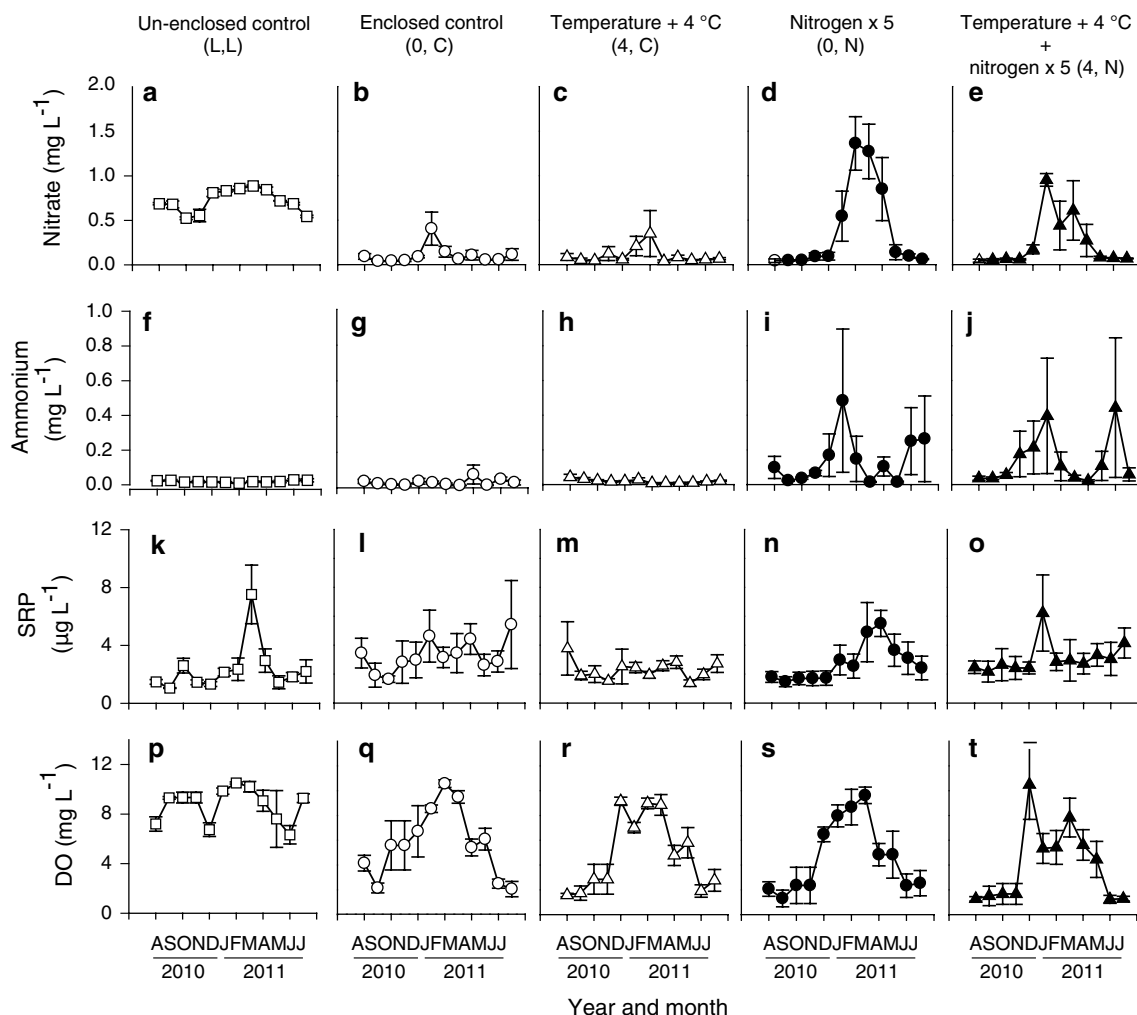 Un-enclosed control
(L,L)
Enclosed control
(0, C)
Temperature + 4 °C
(4, C)
Nitrogen x 5
(0, N)
Temperature + 4 °C
+
nitrogen x 5 (4, N)
Nitrate (mg L⁻¹)
2.0
1.5
1.0
0.5
0.0
a
b
c
d
e
Ammonium
(mg L⁻¹)
1.0
0.8
0.6
0.4
0.2
0.0
f
g
h
i
j
SRP
(µg L⁻¹)
12
8
4
0
k
l
m
n
o
DO (mg L⁻¹)
12
8
4
0
p
q
r
s
t
ASONDJFMAMJJ
2010 2011
ASONDJFMAMJJ
2010 2011
ASONDJFMAMJJ
2010 2011
ASONDJFMAMJJ
2010 2011
ASONDJFMAMJJ
2010 2011
Year and month